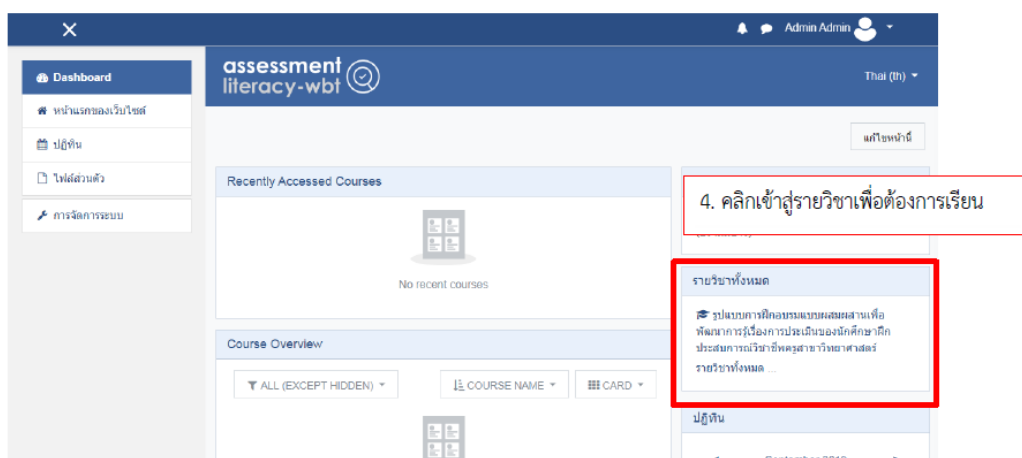 Admin Admin
Dashboard
assessment
literacy-wbt
Thai (th)
หน้าแรกของเว็บไซต์
ปฏิทิน
แก้ไขหน้านี้
ไฟล์ส่วนตัว
Recently Accessed Courses
4. คลิกเข้าสู่รายวิชาเพื่อต้องการเรียน
การจัดการระบบ
No recent courses
รายวิชาทั้งหมด
รูปแบบการฝึกอบรมแบบผสมผสานเพื่อ
พัฒนาการรู้เรื่องการประเมินของนักศึกษาฝึก
ประสบการณ์วิชาชีพครูสาขาวิทยาศาสตร์
รายวิชาทั้งหมด ...
Course Overview
ALL (EXCEPT HIDDEN)
COURSE NAME
CARD
ปฏิทิน